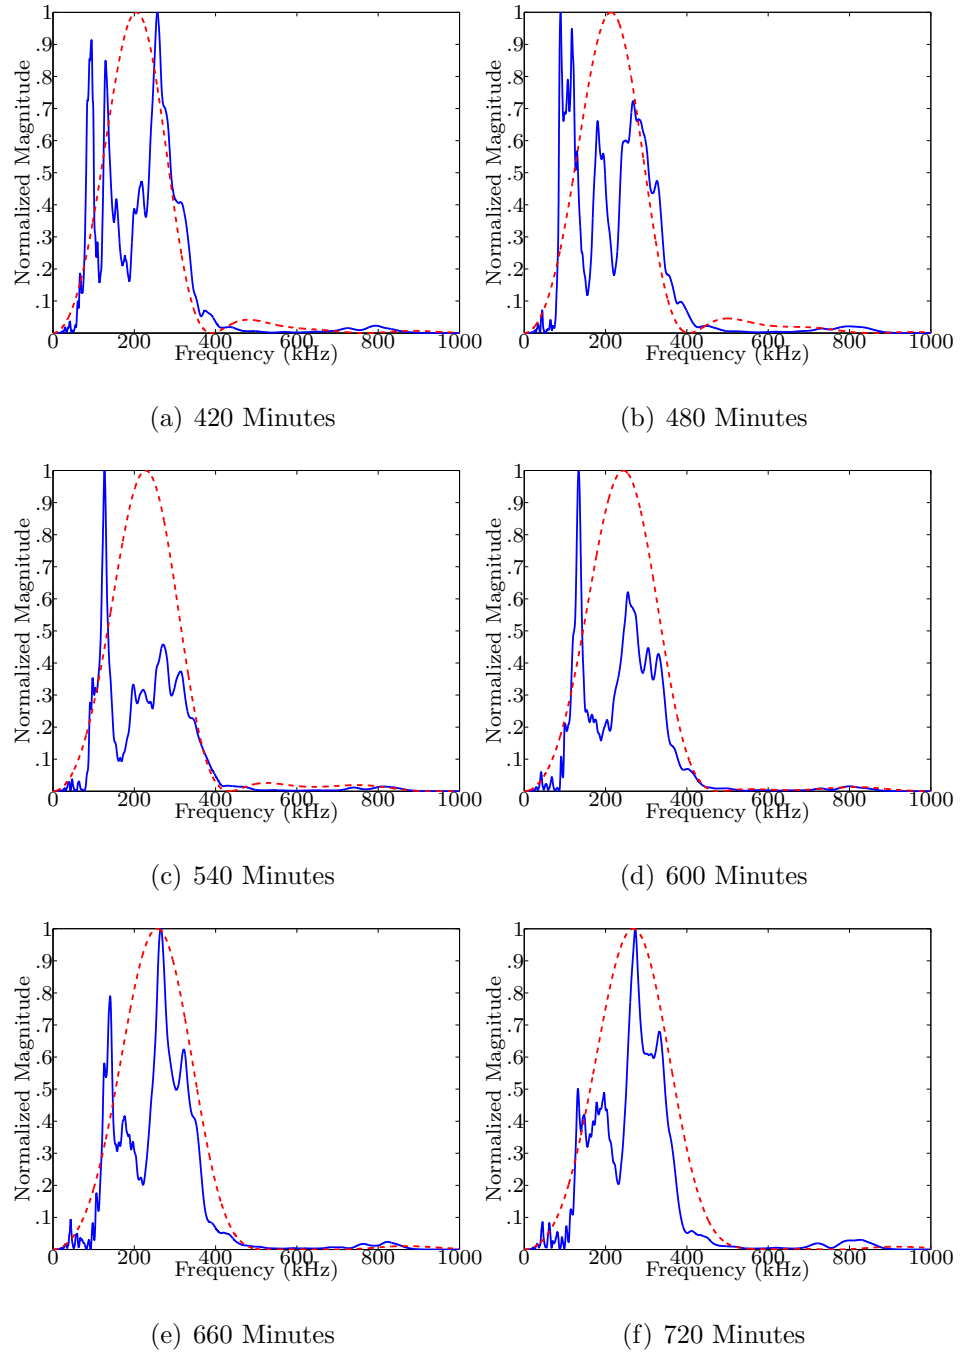 1
.9
.8
.7
.6
.5
.4
.3
.2
.1
0 200 400 600 800 1000
Normalized Magnitude
Frequency (kHz)
(a) 420 Minutes
1
.9
.8
.7
.6
.5
.4
.3
.2
.1
0 200 400 600 800 1000
Normalized Magnitude
Frequency (kHz)
(b) 480 Minutes
1
.9
.8
.7
.6
.5
.4
.3
.2
.1
0 200 400 600 800 1000
Normalized Magnitude
Frequency (kHz)
(c) 540 Minutes
1
.9
.8
.7
.6
.5
.4
.3
.2
.1
0 200 400 600 800 1000
Normalized Magnitude
Frequency (kHz)
(d) 600 Minutes
1
.9
.8
.7
.6
.5
.4
.3
.2
.1
0 200 400 600 800 1000
Normalized Magnitude
Frequency (kHz)
(e) 660 Minutes
1
.9
.8
.7
.6
.5
.4
.3
.2
.1
0 200 400 600 800 1000
Normalized Magnitude
Frequency (kHz)
(f) 720 Minutes